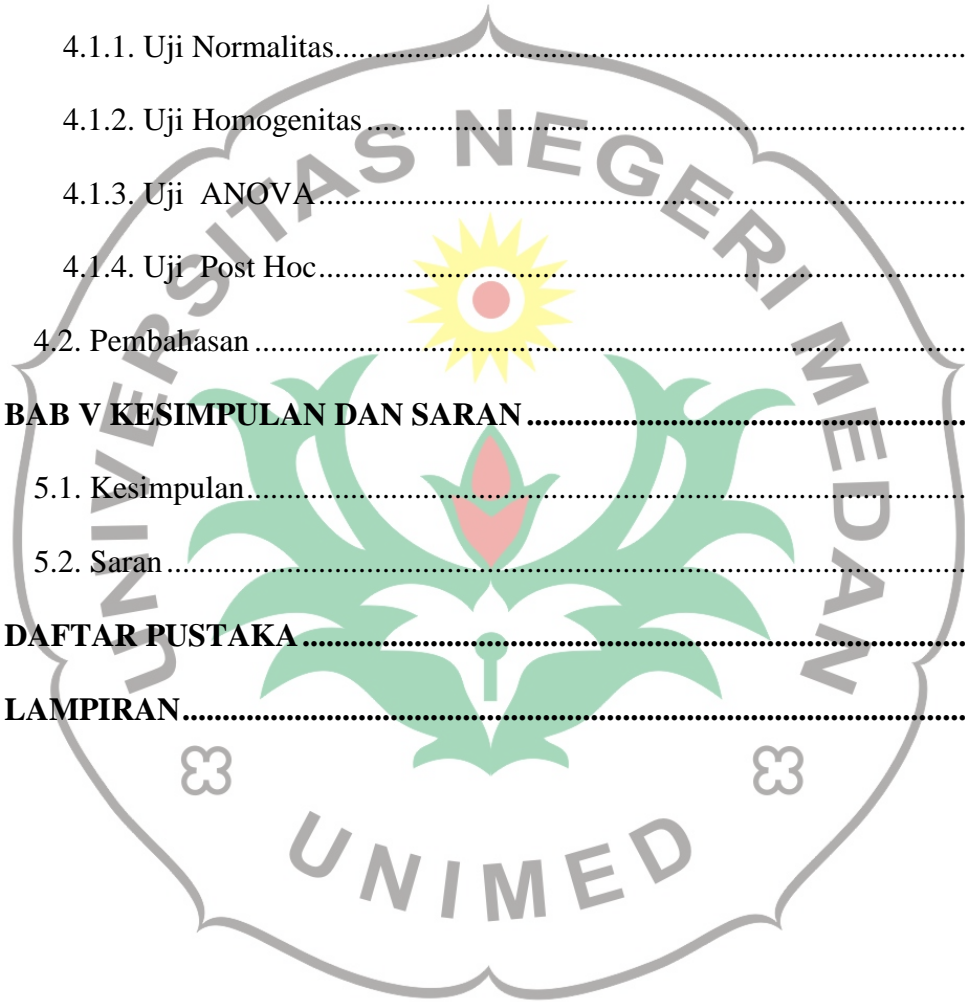 4.1.1. Uji Normalitas................................................................................
4.1.2. Uji Homogenitas............................................................................
4.1.3. Uji  ANOVA..................................................................................
4.1.4. Uji  Post Hoc..................................................................................
4.2. Pembahasan...........................................................................................
BAB V KESIMPULAN DAN SARAN........................................................
5.1. Kesimpulan............................................................................................
5.2. Saran......................................................................................................
DAFTAR PUSTAKA....................................................................................
LAMPIRAN...................................................................................................
UNIVERSITAS NEGERI MEDAN
UNIMED